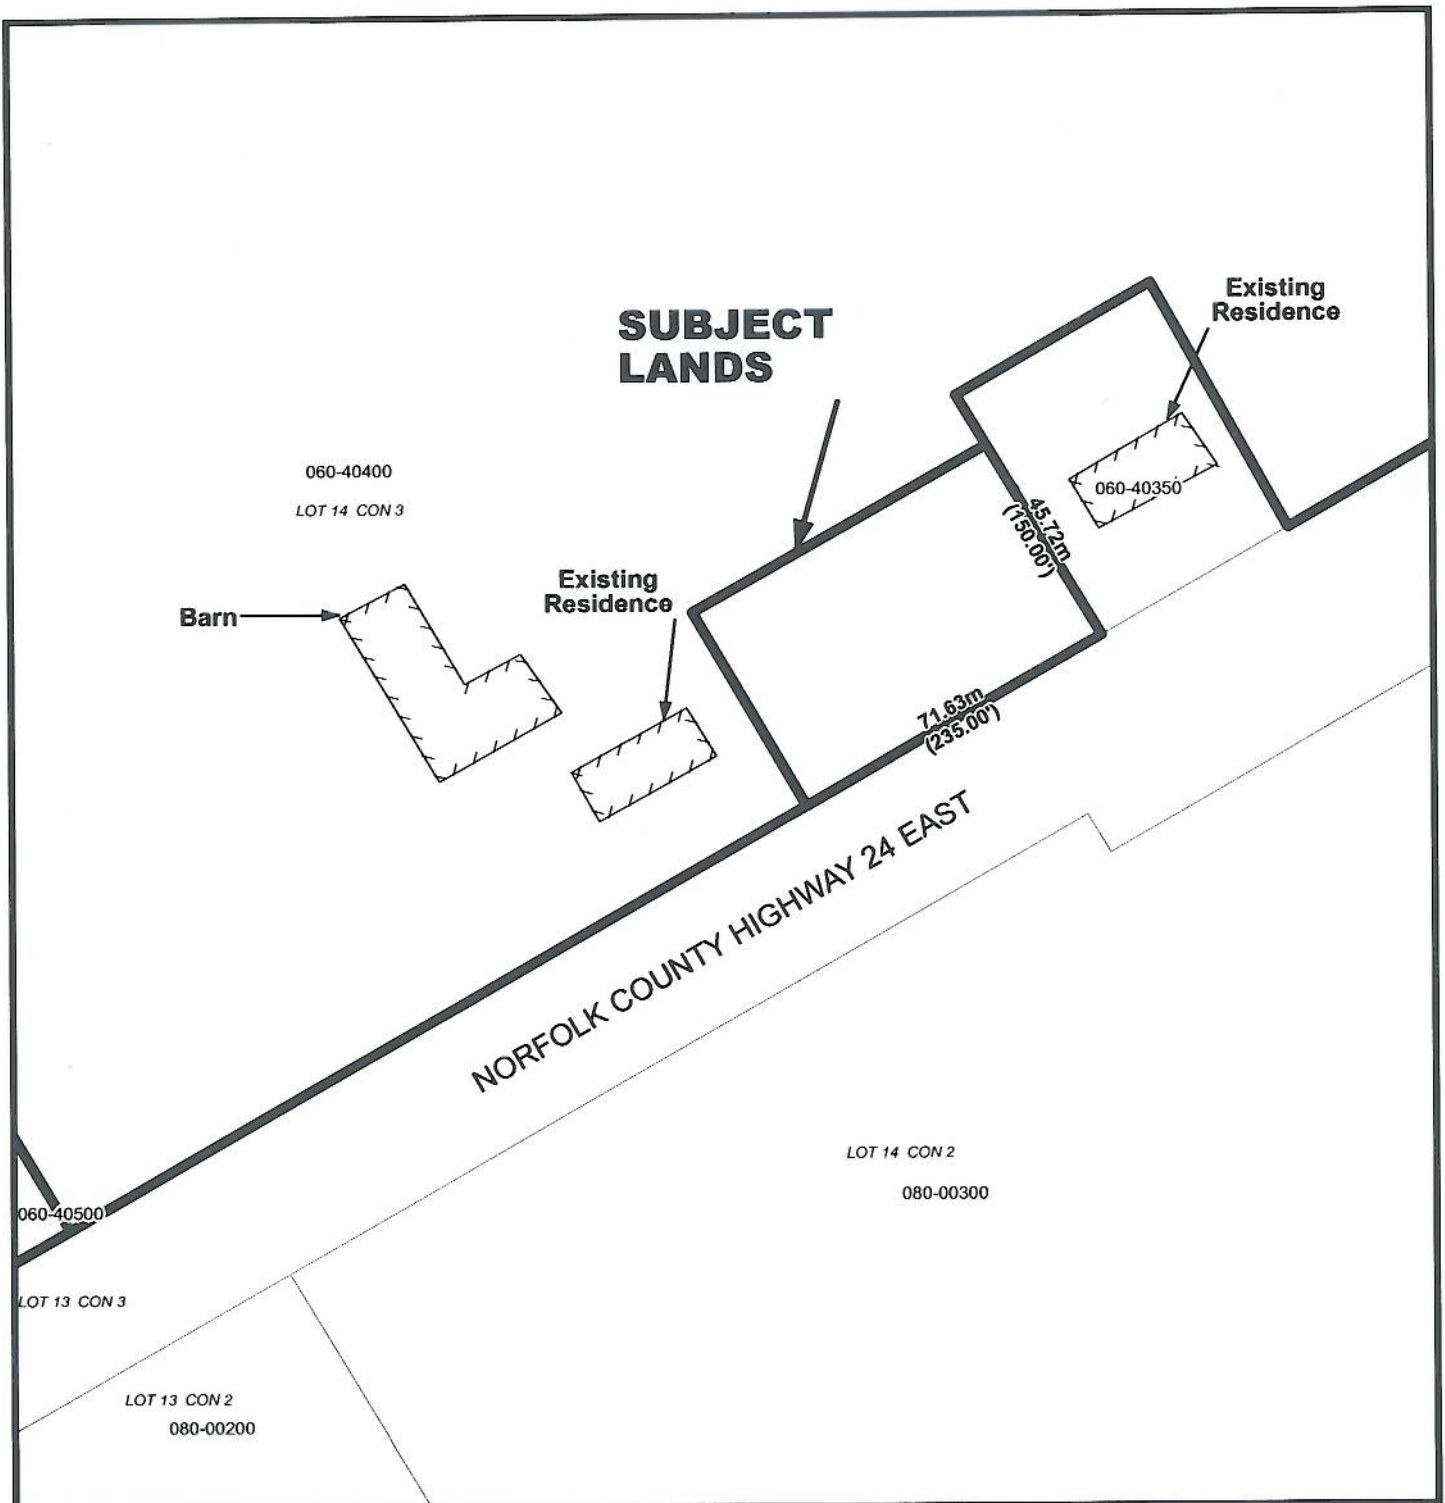 Existing
Residence
SUBJECT
LANDS
060-40400
LOT 14 CON 3
060-40350
45.72m
(150.00')
Existing
Residence
Barn
71.63m
(235.00')
NORFOLK COUNTY HIGHWAY 24 EAST
LOT 14 CON 2
080-00300
060-40500
LOT 13 CON 3
LOT 13 CON 2
080-00200